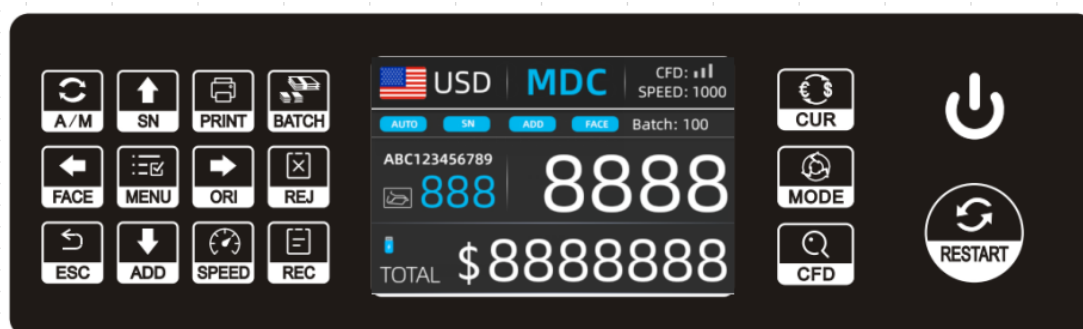 A/M SN PRINT BATCH
FACE MENU ORI REJ
ESC ADD SPEED REC
USD MDC CFD:
SPEED: 1000
AUTO SN ADD FACE Batch: 100
ABC123456789
888 8888
TOTAL $8888888
€ $
CUR
MODE
CFD
RESTART